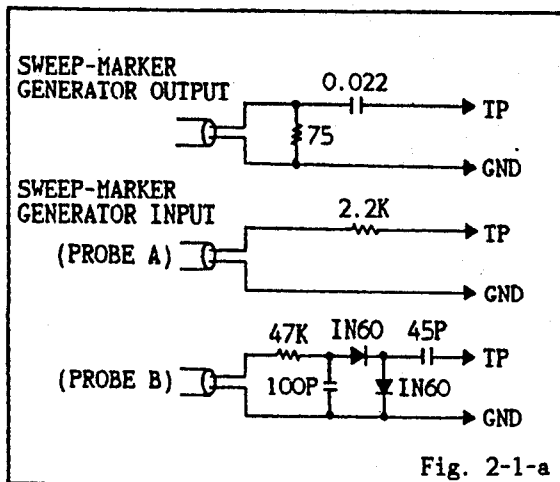 SWEEP-MARKER
GENERATOR OUTPUT
0.022
TP
75
GND
SWEEP-MARKER
GENERATOR INPUT
2.2K
(PROBE A)
TP
GND
47K
IN60
45P
TP
(PROBE B)
100P
IN60
GND
Fig. 2-1-a